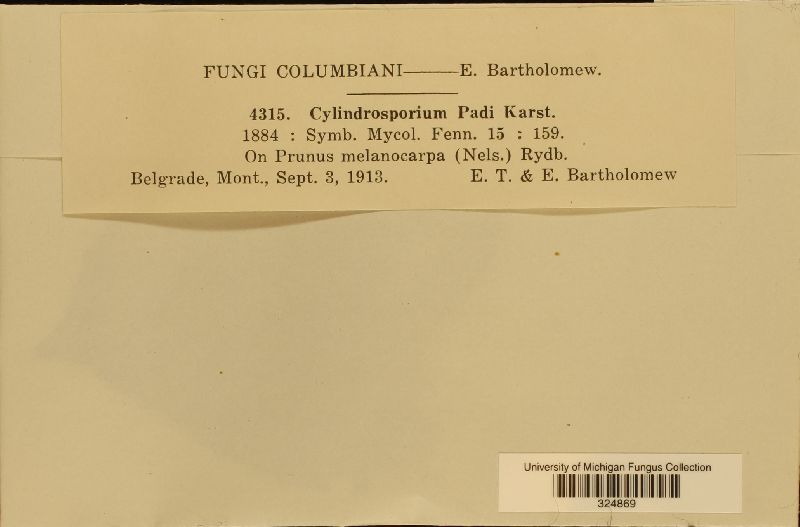 FUNGI COLUMBIANI——E. Bartholomew.
4315. Cylindrosporium Padi Karst.
1884 : Symb. Mycol. Fenn. 15 : 159.
On Prunus melanocarpa (Nels.) Rydb.
Belgrade, Mont., Sept. 3, 1913. E. T. & E. Bartholomew
University of Michigan Fungus Collection
324869